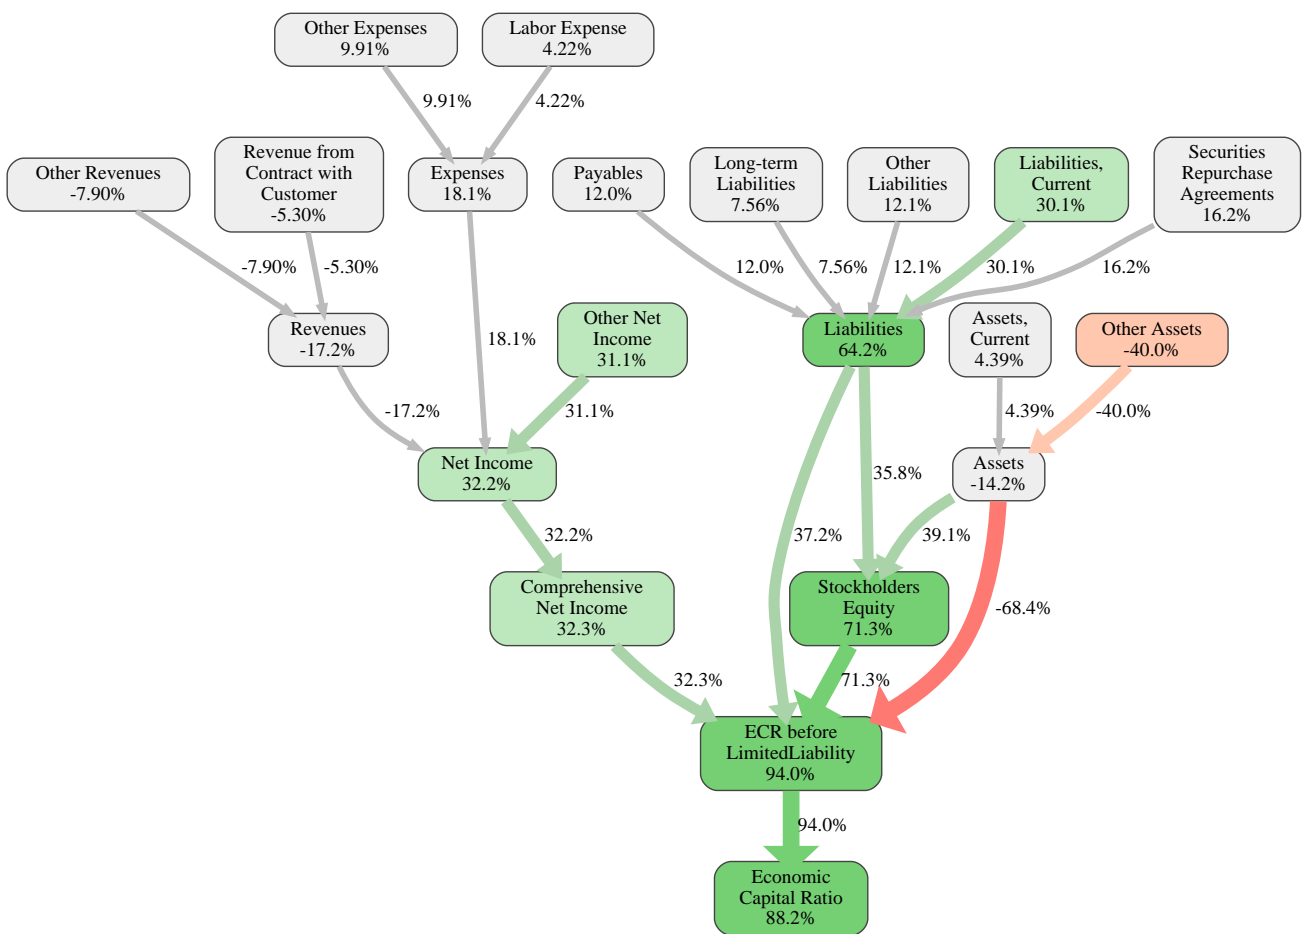 Other Expenses
9.91%
Labor Expense
4.22%
9.91%
4.22%
Other Revenues
-7.90%
Revenue from
Contract with
Customer
-5.30%
Expenses
18.1%
Payables
12.0%
Long-term
Liabilities
7.56%
Other
Liabilities
12.1%
Liabilities,
Current
30.1%
Securities
Repurchase
Agreements
16.2%
-7.90%
-5.30%
12.0%
7.56%
12.1%
30.1%
16.2%
Revenues
-17.2%
18.1%
Other Net
Income
31.1%
Liabilities
64.2%
Assets,
Current
4.39%
Other Assets
-40.0%
-17.2%
31.1%
4.39%
-40.0%
Net Income
32.2%
35.8%
Assets
-14.2%
32.2%
37.2%
39.1%
Comprehensive
Net Income
32.3%
Stockholders
Equity
71.3%
-68.4%
32.3%
71.3%
ECR before
LimitedLiability
94.0%
94.0%
Economic
Capital Ratio
88.2%